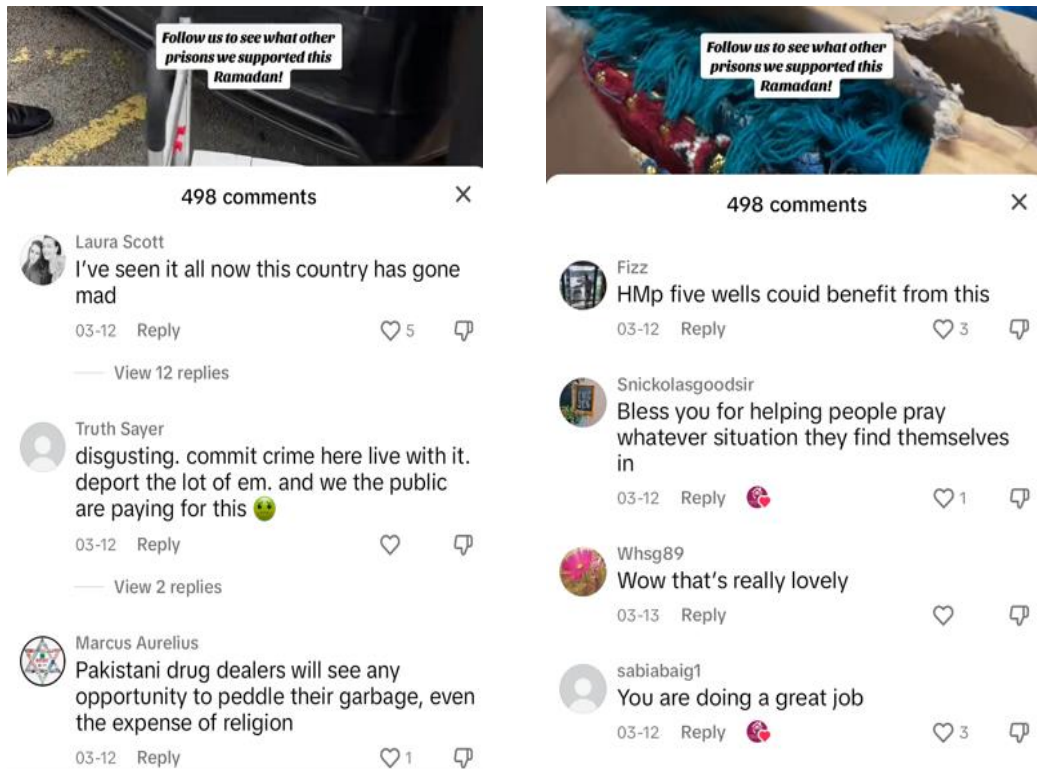 Follow us to see what other
prisons we supported this
Ramadan!
498 comments
Laura Scott
I've seen it all now this country has gone
mad
03-12 Reply 5
View 12 replies
Truth Sayer
disgusting. commit crime here live with it.
deport the lot of em. and we the public
are paying for this 🤢
03-12 Reply
View 2 replies
Marcus Aurelius
Pakistani drug dealers will see any
opportunity to peddle their garbage, even
the expense of religion
03-12 Reply 1
Follow us to see what other
prisons we supported this
Ramadan!
498 comments
Fizz
HMp five wells couid benefit from this
03-12 Reply 3
Snickolasgoodsir
Bless you for helping people pray
whatever situation they find themselves
in
03-12 Reply 1
Whsg89
Wow that's really lovely
03-13 Reply
sabiabaig1
You are doing a great job
03-12 Reply 3